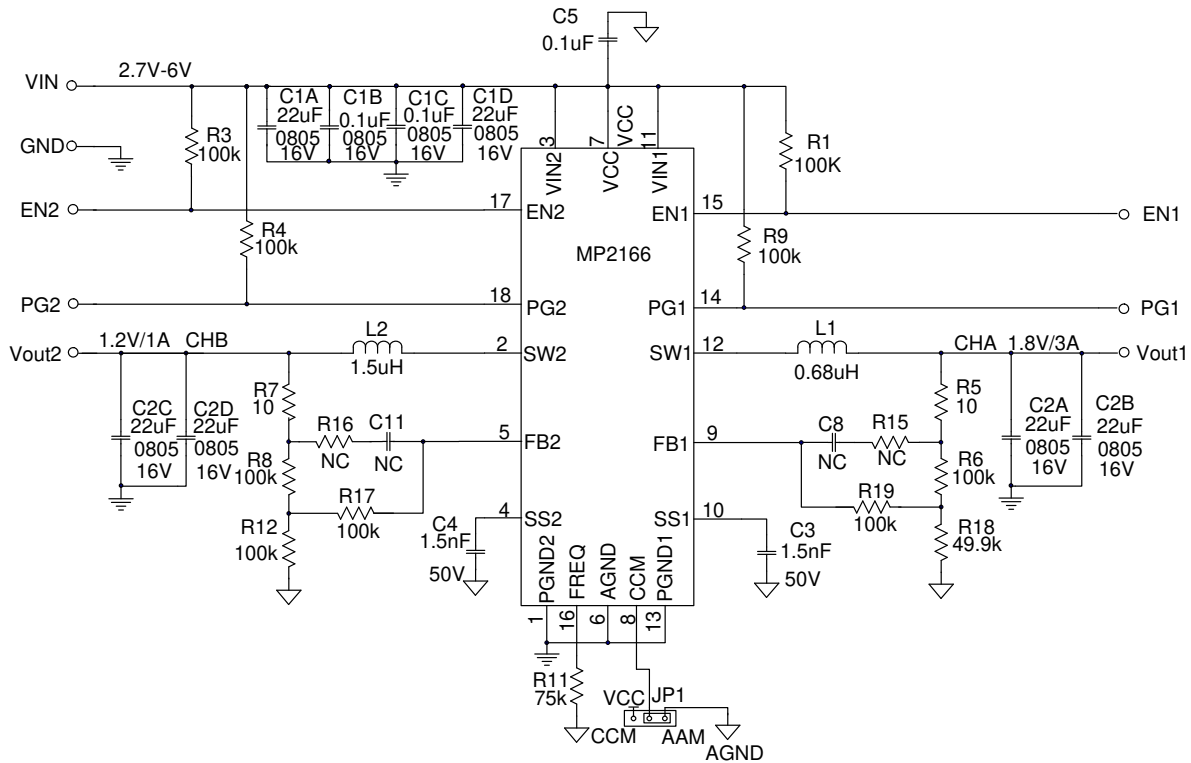 C5
0.1uF
VIN
2.7V-6V
GND
R3
100k
C1A
22uF
0805
16V
C1B
0.1uF
0805
16V
C1C
0.1uF
0805
16V
C1D
22uF
0805
16V
3
VIN2
7
VCC
VCC
11
VIN1
R1
100K
EN2
17
EN2
EN1
15
EN1
R4
100k
MP2166
R9
100k
PG2
18
PG2
PG1
14
PG1
Vout2
1.2V/1A
CHB
L2
1.5uH
2
SW2
SW1
12
L1
0.68uH
CHA
1.8V/3A
Vout1
C2C
22uF
0805
16V
C2D
22uF
0805
16V
R7
10
R16
NC
C11
NC
5
FB2
FB1
9
C8
NC
R15
NC
R5
10
C2A
22uF
0805
16V
C2B
22uF
0805
16V
R8
100k
R17
100k
R12
100k
R6
100k
R19
100k
R18
49.9k
4
SS2
C4
1.5nF
50V
SS1
10
C3
1.5nF
50V
PGND2
FREQ
AGND
CCM
PGND1
1
16
6
8
13
R11
75k
VCC
JP1
CCM
AAM
AGND